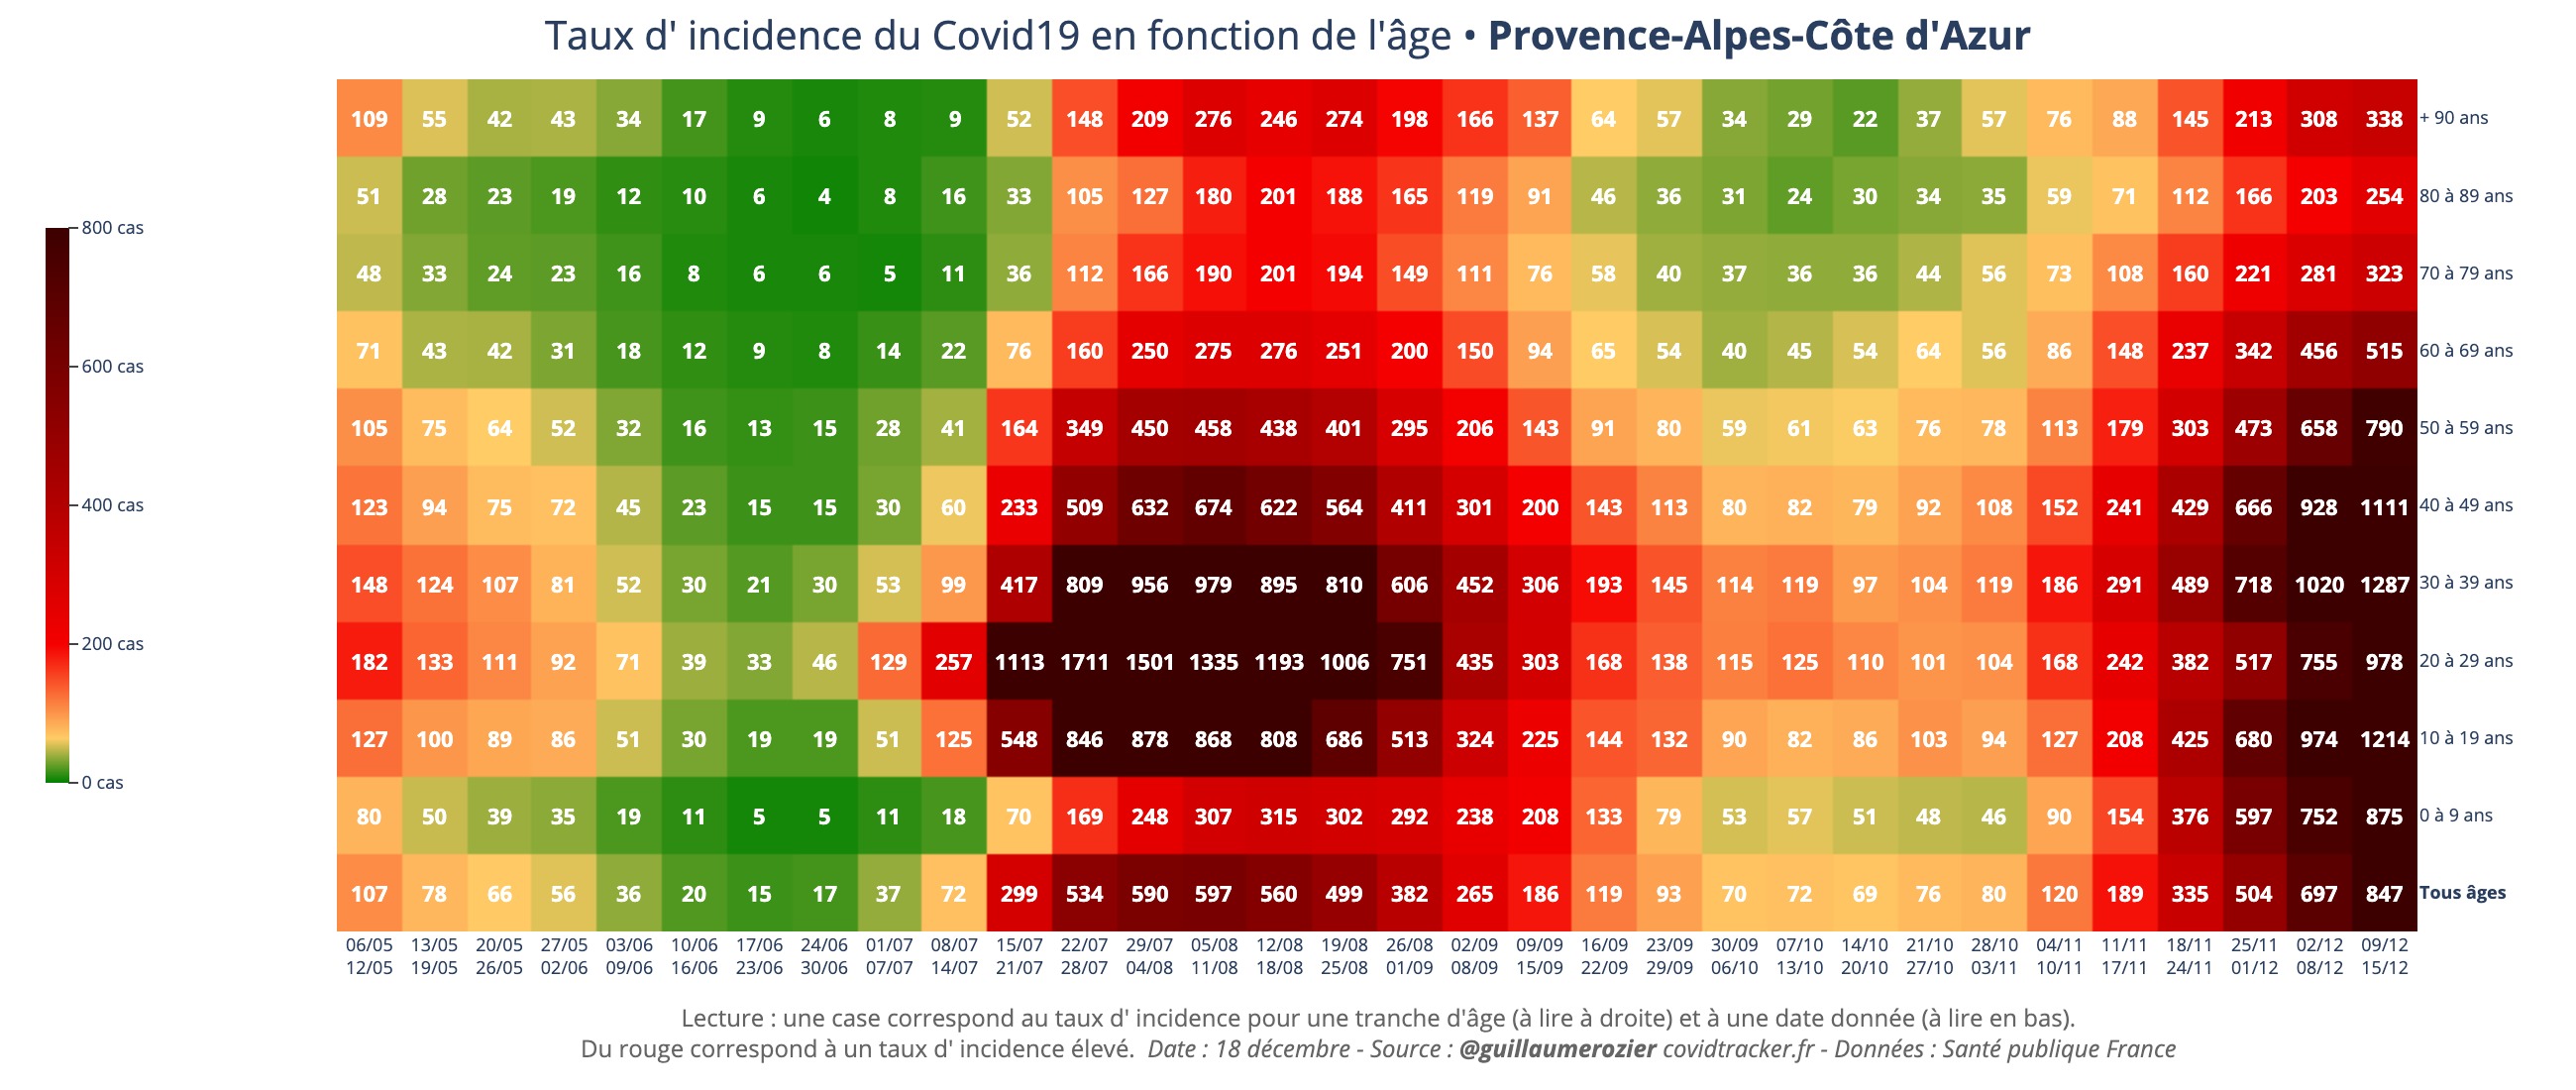 Taux d' incidence du Covid19 en fonction de l'âge • Provence-Alpes-Côte d'Azur
800 cas
600 cas
400 cas
200 cas
0 cas
109 55 42 43 34 17 9 6 8 9 52 148 209 276 246 274 198 166 137 64 57 34 29 22 37 57 76 88 145 213 308 338 + 90 ans
51 28 23 19 12 10 6 4 8 16 33 105 127 180 201 188 165 119 91 46 36 31 24 30 34 35 59 71 112 166 203 254 80 à 89 ans
48 33 24 23 16 8 6 6 5 11 36 112 166 190 201 194 149 111 76 58 40 37 36 36 44 56 73 108 160 221 281 323 70 à 79 ans
71 43 42 31 18 12 9 8 14 22 76 160 250 275 276 251 200 150 94 65 54 40 45 54 64 56 86 148 237 342 456 515 60 à 69 ans
105 75 64 52 32 16 13 15 28 41 164 349 450 458 438 401 295 206 143 91 80 59 61 63 76 78 113 179 303 473 658 790 50 à 59 ans
123 94 75 72 45 23 15 15 30 60 233 509 632 674 622 564 411 301 200 143 113 80 82 79 92 108 152 241 429 666 928 1111 40 à 49 ans
148 124 107 81 52 30 21 30 53 99 417 809 956 979 895 810 606 452 306 193 145 114 119 97 104 119 186 291 489 718 1020 1287 30 à 39 ans
182 133 111 92 71 39 33 46 129 257 1113 1711 1501 1335 1193 1006 751 435 303 168 138 115 125 110 101 104 168 242 382 517 755 978 20 à 29 ans
127 100 89 86 51 30 19 19 51 125 548 846 878 868 808 686 513 324 225 144 132 90 82 86 103 94 127 208 425 680 974 1214 10 à 19 ans
80 50 39 35 19 11 5 5 11 18 70 169 248 307 315 302 292 238 208 133 79 53 57 51 48 46 90 154 376 597 752 875 0 à 9 ans
107 78 66 56 36 20 15 17 37 72 299 534 590 597 560 499 382 265 186 119 93 70 72 69 76 80 120 189 335 504 697 847 Tous âges
06/05 13/05 20/05 27/05 03/06 10/06 17/06 24/06 01/07 08/07 15/07 22/07 29/07 05/08 12/08 19/08 26/08 02/09 09/09 16/09 23/09 30/09 07/10 14/10 21/10 28/10 04/11 11/11 18/11 25/11 02/12 09/12
12/05 19/05 26/05 02/06 09/06 16/06 23/06 30/06 07/07 14/07 21/07 28/07 04/08 11/08 18/08 25/08 01/09 08/09 15/09 22/09 29/09 06/10 13/10 20/10 27/10 03/11 10/11 17/11 24/11 01/12 08/12 15/12
Lecture : une case correspond au taux d' incidence pour une tranche d'âge (à lire à droite) et à une date donnée (à lire en bas).
Du rouge correspond à un taux d' incidence élevé. Date : 18 décembre - Source : @guillaumerozier covidtracker.fr - Données : Santé publique France